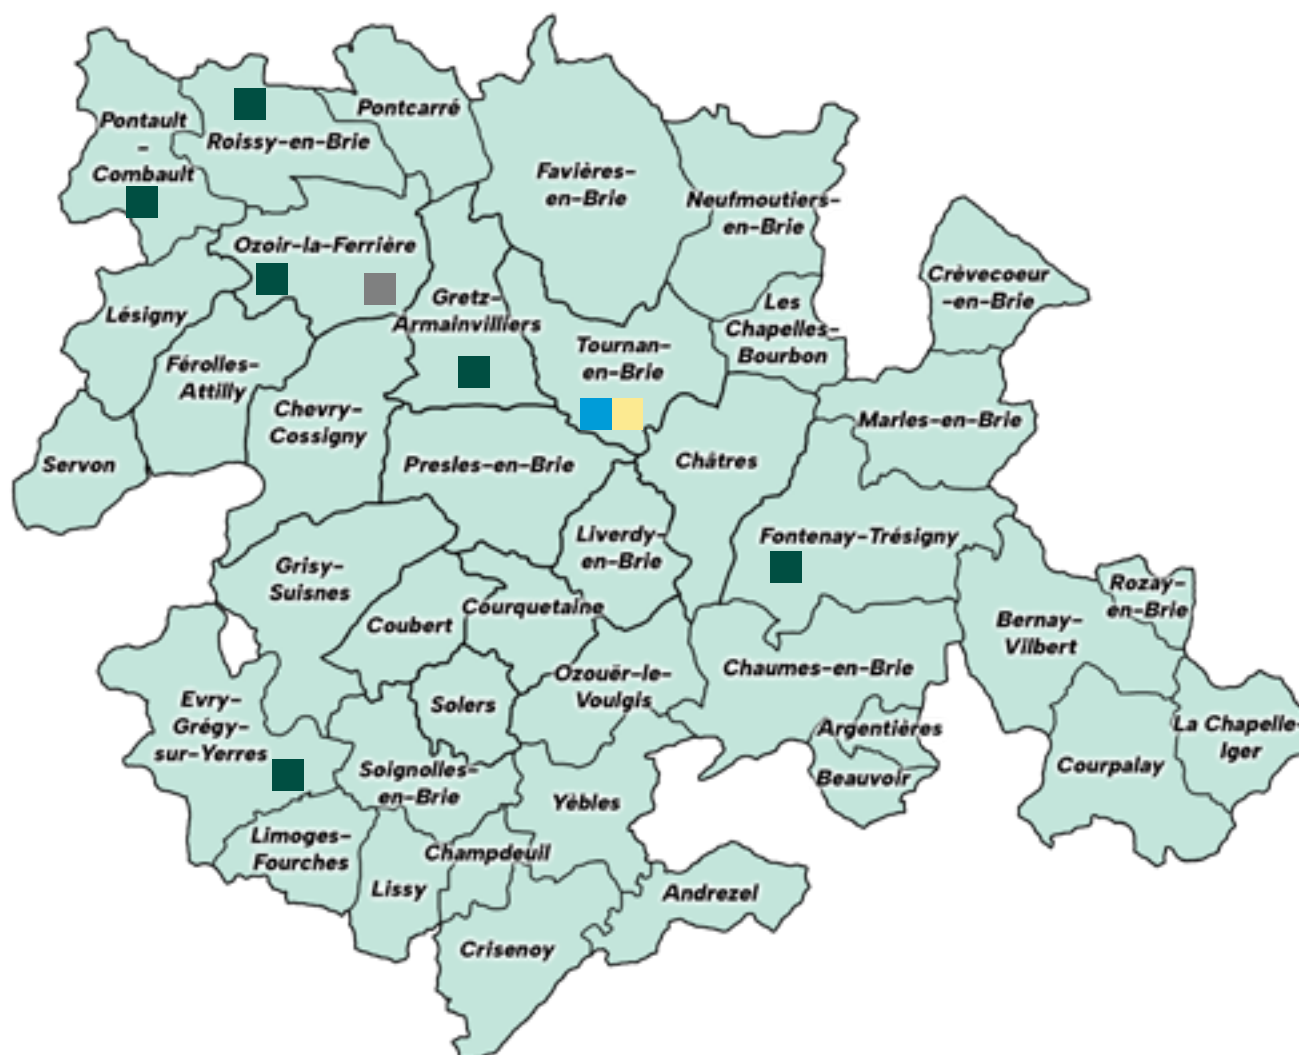 Pontault
-
Combault
Roissy-en-Brie
Pontcarré
Favières-
en-Brie
Neufmoutiers-
en-Brie
Crèvecoeur
-en-Brie
Ozoir-la-Ferrière
Lésigny
Gretz-
Armainvilliers
Les
Chapelles-
Bourbon
Tournan-
en-Brie
Férolles-
Attilly
Chevry-
Cossigny
Marles-en-Brie
Servon
Presles-en-Brie
Châtres
Liverdy-
en-Brie
Fontenay-Trésigny
Grisy-
Suisnes
Rozay-
en-Brie
Coubert
Courquetaine
Bernay-
Vilbert
Ozouër-le-
Voulgis
Chaumes-en-Brie
Evry-
Grégy-
sur-Yerres
Solers
Argentières
La Chapelle-
Iger
Soignolles-
en-Brie
Beauvoir
Courpalay
Yèbles
Limoges-
Fourches
Champdeuil
Lissy
Andrezel
Crisenoy